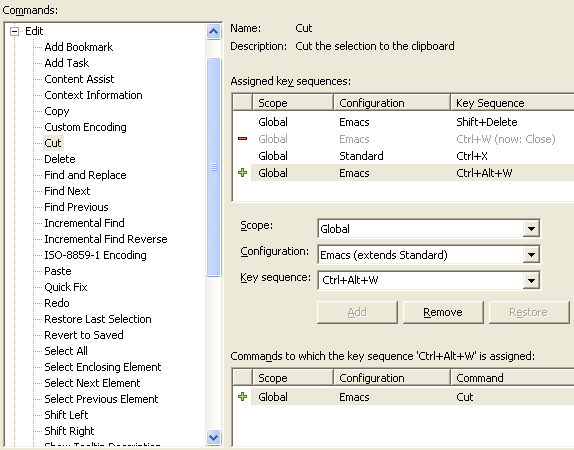 Commands:
Edit
Add Bookmark
Add Task
Content Assist
Context Information
Copy
Custom Encoding
Cut
Delete
Find and Replace
Find Next
Find Previous
Incremental Find
Incremental Find Reverse
ISO-8859-1 Encoding
Paste
Quick Fix
Redo
Restore Last Selection
Revert to Saved
Select All
Select Enclosing Element
Select Next Element
Select Previous Element
Shift Left
Shift Right
Show Tooltip Description
Name: Cut
Description: Cut the selection to the clipboard
Assigned key sequences:
Scope Configuration Key Sequence
Global Emacs Shift+Delete
Global Emacs Ctrl+W (now: Close)
Global Standard Ctrl+X
Global Emacs Ctrl+Alt+W
Scope: Global
Configuration: Emacs (extends Standard)
Key sequence: Ctrl+Alt+W
Add Remove Restore
Commands to which the key sequence 'Ctrl+Alt+W' is assigned:
Scope Configuration Command
Global Emacs Cut